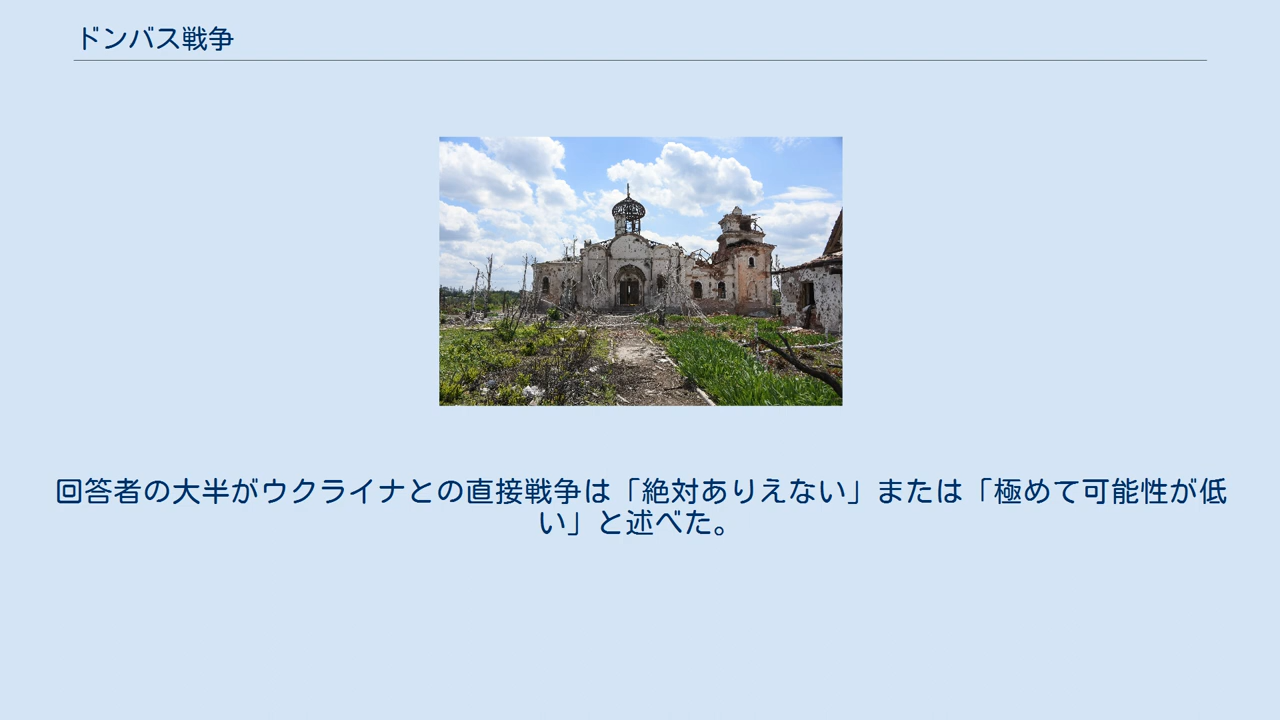 ドンバス戦争
回答者の大半がウクライナとの直接戦争は「絶対ありえない」または「極めて可能性が低
い」と述べた。